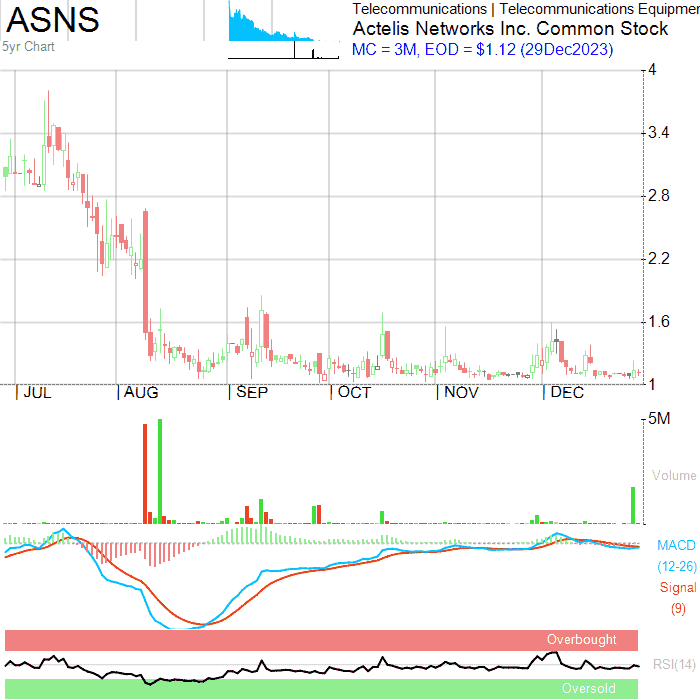 ASNS
5yr Chart
Telecommunications | Telecommunications Equipmen
Actelis Networks Inc. Common Stock
MC = 3M, EOD = $1.12 (29Dec2023)
4
3.4
2.8
2.2
1.6
1
| JUL | AUG | SEP | OCT | NOV | DEC
5M
Volume
MACD
(12-26)
Signal
(9)
Overbought
RSI(14)
Oversold